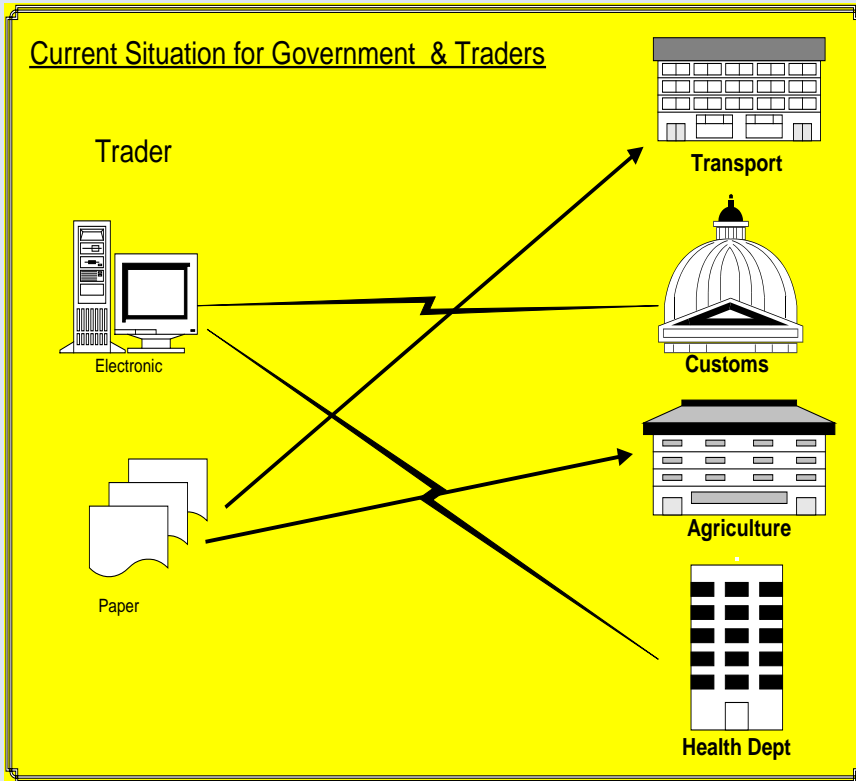 Current Situation for Government & Traders
Trader
Transport
Electronic
Customs
Agriculture
Paper
Health Dept